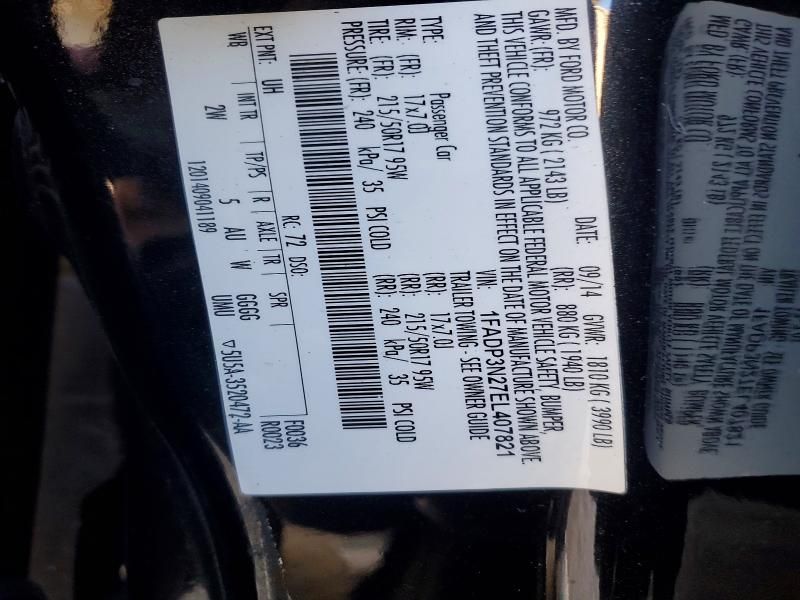 MFD. BY FORD MOTOR CO.
DATE: 09/14 GVWR: 1810 KG ( 3990 LB)
GAWR: (FR): 972 KG ( 2143 LB) (RR): 880 KG ( 1940 LB)
THIS VEHICLE CONFORMS TO ALL APPLICABLE FEDERAL MOTOR VEHICLE SAFETY, BUMPER,
AND THEFT PREVENTION STANDARDS IN EFFECT ON THE DATE OF MANUFACTURE SHOWN ABOVE.
VIN: 1FADP3N27EL407821
TYPE: Passenger Car TRAILER TOWING - SEE OWNER GUIDE
RIM: (FR): 17x7.0J (RR): 17x7.0J
TIRE: (FR): 215/50R17 95W (RR): 215/50R17 95W
PRESSURE: (FR): 240 kPa/ 35 PSI COLD (RR): 240 kPa/ 35 PSI COLD
EXT PNT: UH RC: 72 DSO: F0036
WB INT TR TP/PS R AXLE TR SPR R0023
2W 5 AU W GGGG
1201409041189 UNU ▽5U5A-3520472-AA